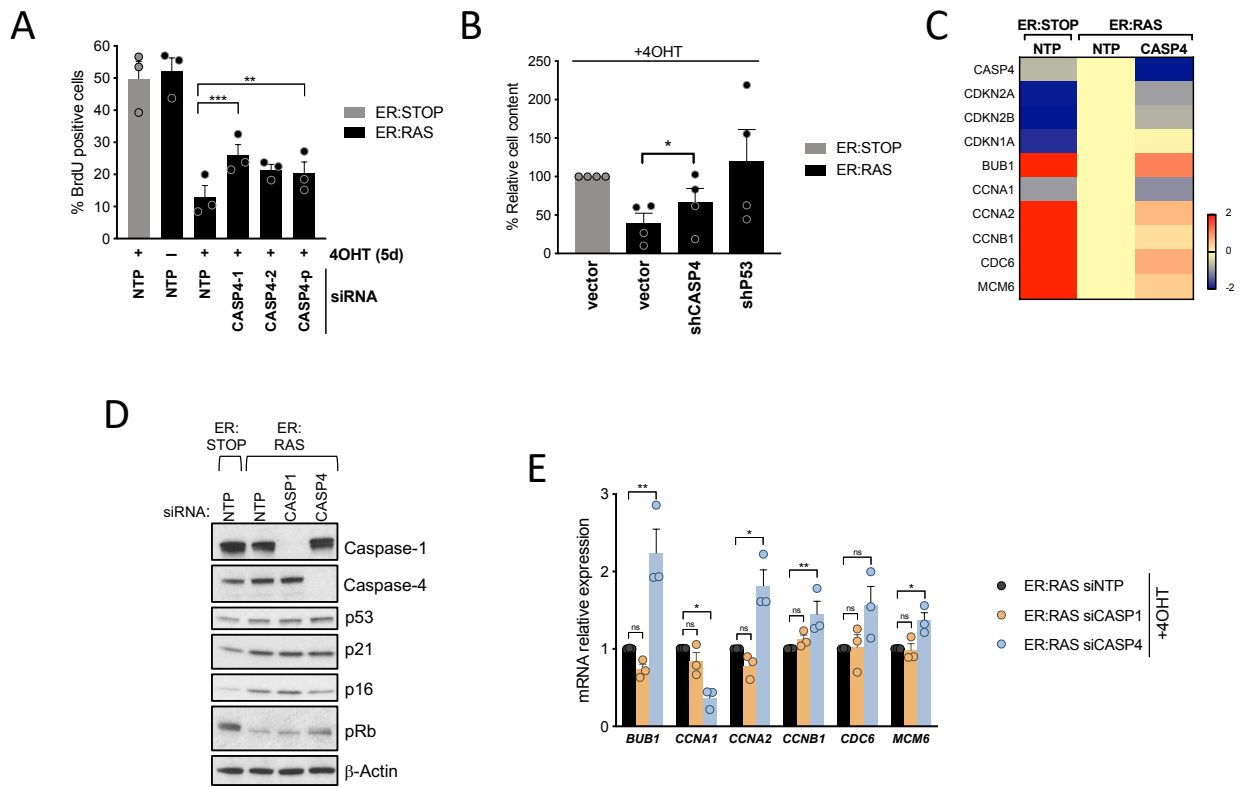 A
% BrdU positive cells
60
50
40
30
20
10
0
**
***
ER:STOP
ER:RAS
+ – + + + + 4OHT (5d)
NTP NTP NTP CASP4-1 CASP4-2 CASP4-p siRNA
B
+4OHT
% Relative cell content
250
200
150
100
50
0
*
ER:STOP
ER:RAS
vector vector shCASP4 shP53
C
ER:STOP ER:RAS
NTP NTP CASP4
CASP4
CDKN2A
CDKN2B
CDKN1A
BUB1
CCNA1
CCNA2
CCNB1
CDC6
MCM6
2
0
-2
D
ER:
STOP
ER:
RAS
siRNA: NTP NTP CASP1 CASP4
Caspase-1
Caspase-4
p53
p21
p16
pRb
β-Actin
E
mRNA relative expression
3
2
1
0
** ns
* ns
* ns
** ns
ns ns
* ns
BUB1 CCNA1 CCNA2 CCNB1 CDC6 MCM6
ER:RAS siNTP
ER:RAS siCASP1
ER:RAS siCASP4
+4OHT